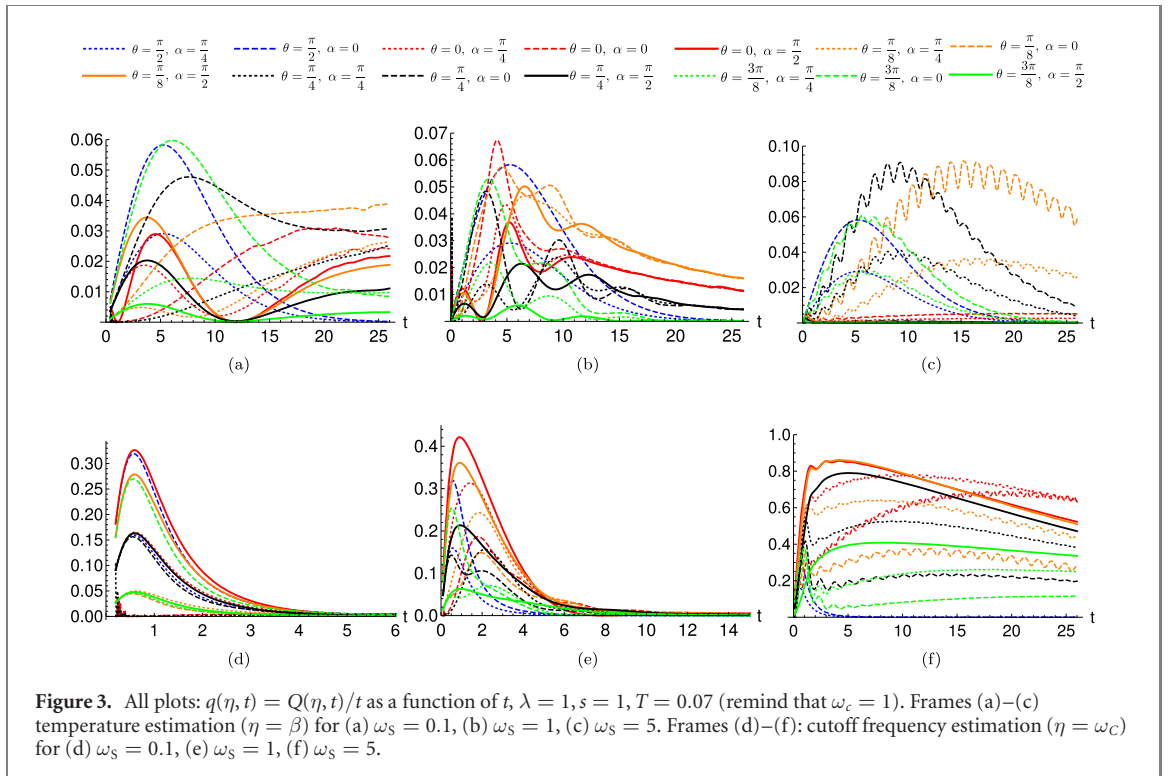 θ = π/2, α = π/4   θ = π/2, α = 0   θ = 0, α = π/4   θ = 0, α = 0   θ = 0, α = π/2   θ = π/8, α = π/4   θ = π/8, α = 0
θ = π/8, α = π/2   θ = π/4, α = π/4   θ = π/4, α = 0   θ = π/4, α = π/2   θ = 3π/8, α = π/4   θ = 3π/8, α = 0   θ = 3π/8, α = π/2
0.06
0.05
0.04
0.03
0.02
0.01
0 5 10 15 20 25 t
(a)
0.07
0.06
0.05
0.04
0.03
0.02
0.01
0 5 10 15 20 25 t
(b)
0.10
0.08
0.06
0.04
0.02
0 5 10 15 20 25 t
(c)
0.30
0.25
0.20
0.15
0.10
0.05
0.00
1 2 3 4 5 6 t
(d)
0.4
0.3
0.2
0.1
0.0
0 2 4 6 8 10 12 14 t
(e)
1.0
0.8
0.6
0.4
0.2
0 5 10 15 20 25 t
(f)
Figure 3. All plots: q(η, t) = Q(η, t)/t as a function of t, λ = 1, s = 1, T = 0.07 (remind that ω_c = 1). Frames (a)–(c)
temperature estimation (η = β) for (a) ω_S = 0.1, (b) ω_S = 1, (c) ω_S = 5. Frames (d)–(f): cutoff frequency estimation (η = ω_C)
for (d) ω_S = 0.1, (e) ω_S = 1, (f) ω_S = 5.